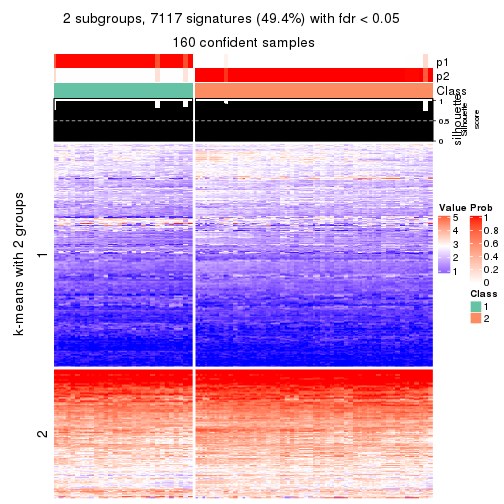 2 subgroups, 7117 signatures (49.4%) with fdr < 0.05
160 confident samples
p1
p2
Class
1
0.5
0
silhouette
Silhouette
score
k-means with 2 groups
1
2
Value
5
4
3
2
1
Prob
1
0.8
0.6
0.4
0.2
0
Class
1
2